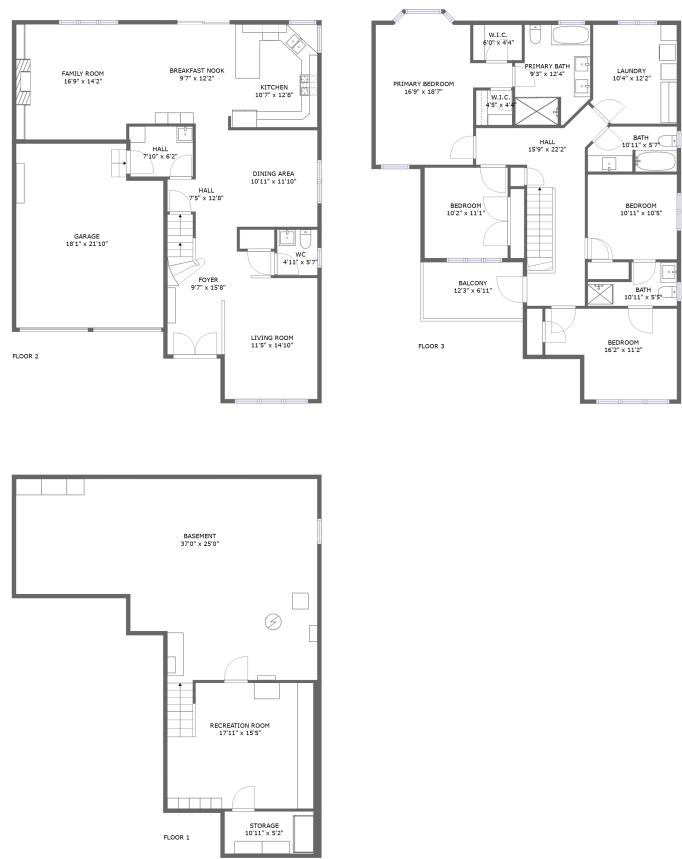 FAMILY ROOM
16'9" x 14'2"
BREAKFAST NOOK
9'7" x 12'2"
KITCHEN
10'7" x 12'8"
HALL
7'10" x 6'2"
DINING AREA
10'11" x 11'10"
HALL
7'5" x 12'8"
GARAGE
18'1" x 21'10"
WC
4'11" x 5'7"
FOYER
9'7" x 15'8"
LIVING ROOM
11'5" x 14'10"
FLOOR 2
W.I.C.
6'0" x 4'4"
PRIMARY BATH
9'3" x 12'4"
LAUNDRY
10'4" x 12'2"
PRIMARY BEDROOM
16'9" x 18'7"
W.I.C.
4'5" x 4'4"
HALL
15'9" x 22'2"
BATH
10'11" x 5'7"
BEDROOM
10'2" x 11'1"
BEDROOM
10'11" x 10'5"
BALCONY
12'3" x 6'11"
BATH
10'11" x 5'5"
BEDROOM
16'2" x 11'2"
FLOOR 3
BASEMENT
37'0" x 25'0"
RECREATION ROOM
17'11" x 15'5"
STORAGE
10'11" x 5'2"
FLOOR 1